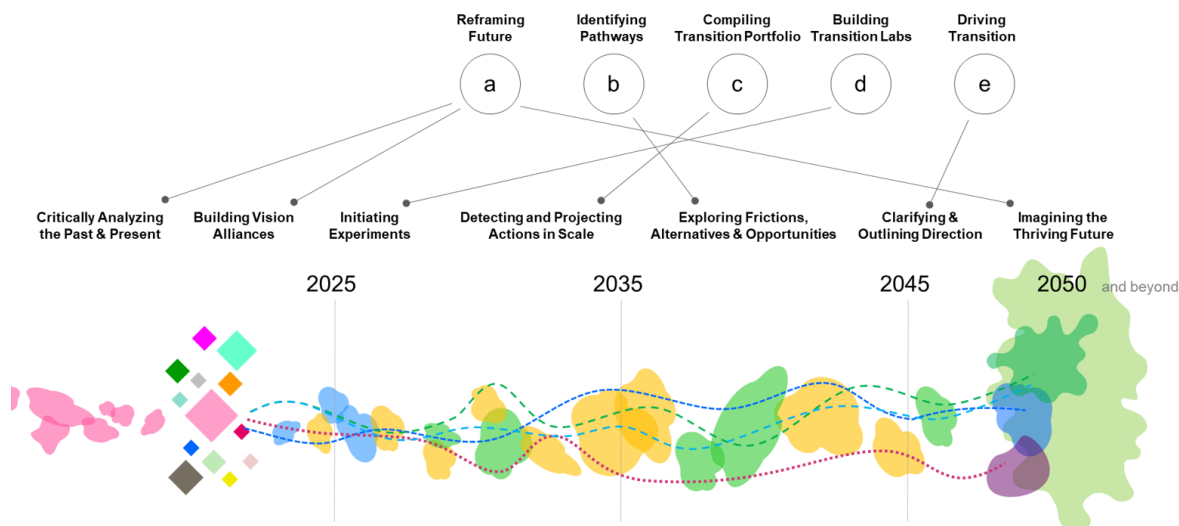 Reframing
Future
Identifying
Pathways
Compiling
Transition Portfolio
Building
Transition Labs
Driving
Transition
a
b
c
d
e
Critically Analyzing
the Past & Present
Building Vision
Alliances
Initiating
Experiments
Detecting and Projecting
Actions in Scale
Exploring Frictions,
Alternatives & Opportunities
Clarifying &
Outlining Direction
Imagining the
Thriving Future
2025
2035
2045
2050 and beyond